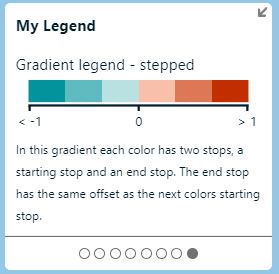 My Legend
Gradient legend - stepped
< -1 0 > 1
In this gradient each color has two stops, a
starting stop and an end stop. The end stop
has the same offset as the next colors starting
stop.